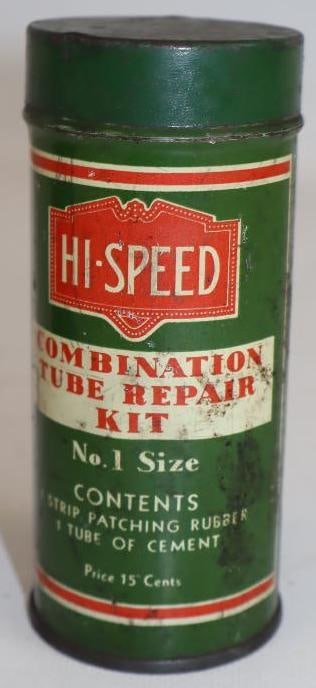 HI-SPEED
COMBINATION
TUBE REPAIR
KIT
No.1 Size
CONTENTS
STRIP PATCHING RUBBER
1 TUBE OF CEMENT
Price 15 Cents